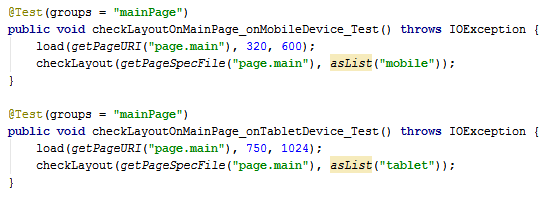 @Test(groups = "mainPage")
public void checkLayoutOnMainPage_onMobileDevice_Test() throws IOException {
    load(getPageURI("page.main"), 320, 600);
    checkLayout(getPageSpecFile("page.main"), asList("mobile"));
}
@Test(groups = "mainPage")
public void checkLayoutOnMainPage_onTabletDevice_Test() throws IOException {
    load(getPageURI("page.main"), 750, 1024);
    checkLayout(getPageSpecFile("page.main"), asList("tablet"));
}